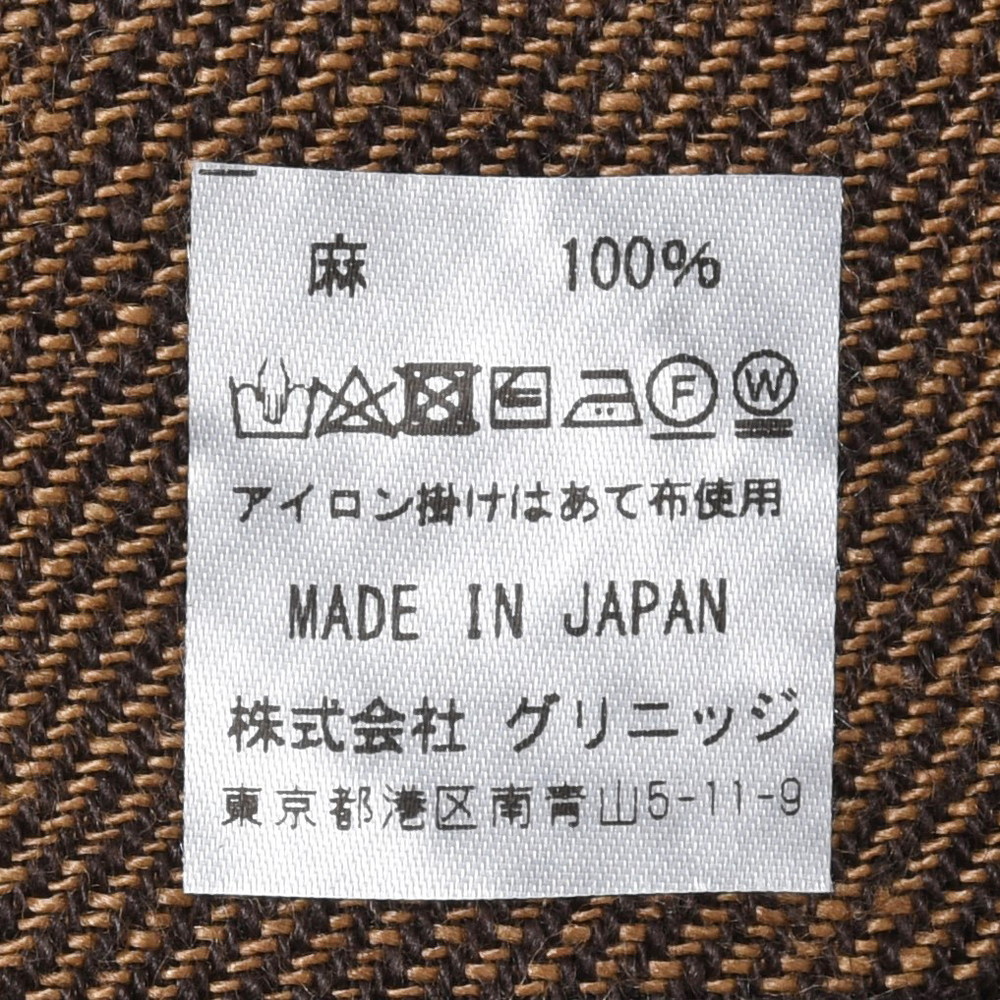 麻 100%
F W
アイロン掛けはあて布使用
MADE IN JAPAN
株式会社 グリニッジ
東京都港区南青山5-11-9